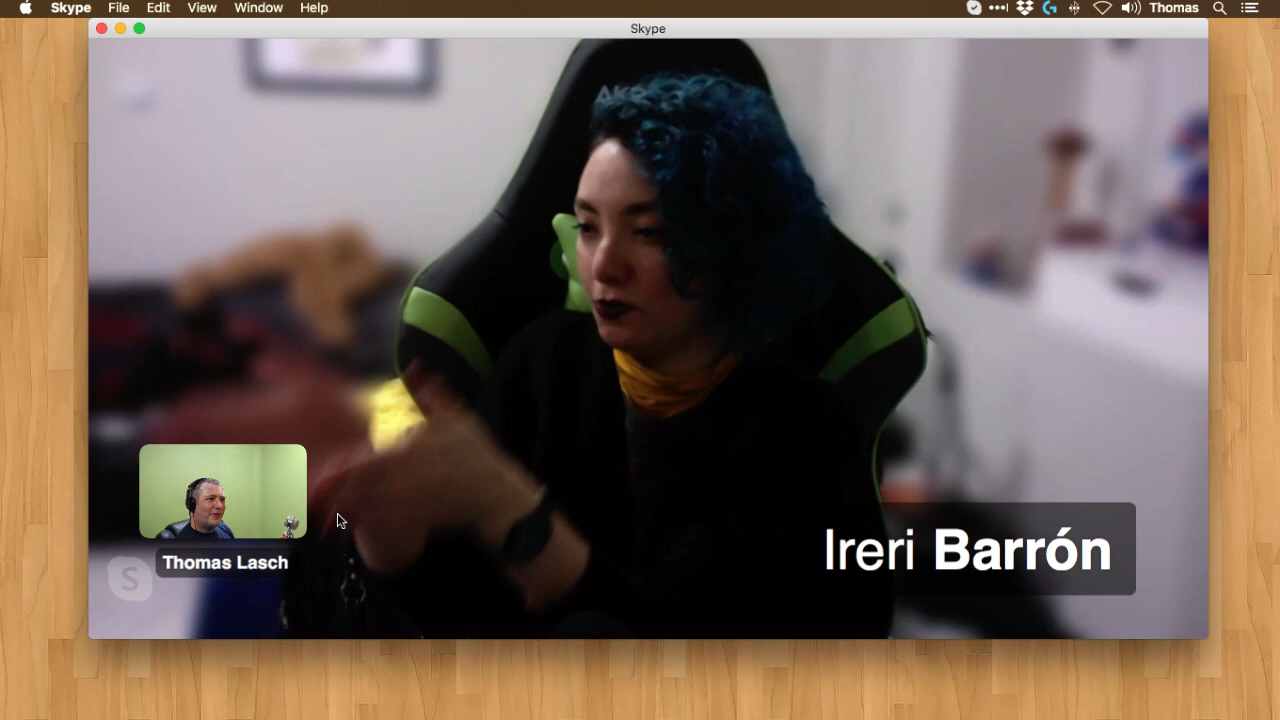 Skype File Edit View Window Help Thomas
Skype
Thomas Lasch
S
Ireri Barrón